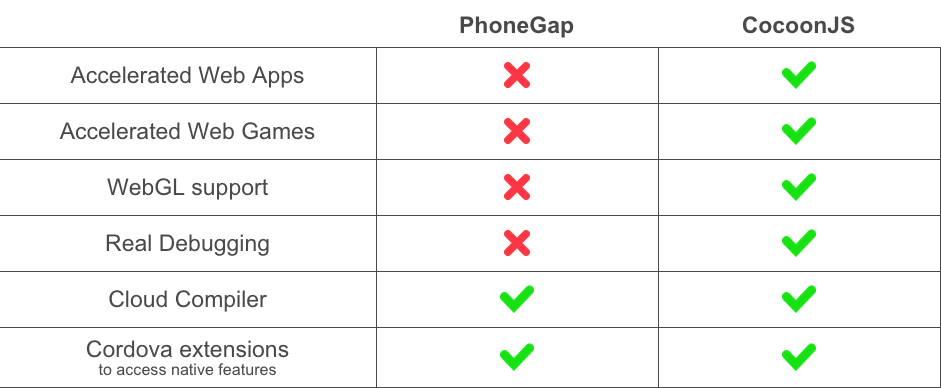 PhoneGap CocoonJS
Accelerated Web Apps
Accelerated Web Games
WebGL support
Real Debugging
Cloud Compiler
Cordova extensions
to access native features